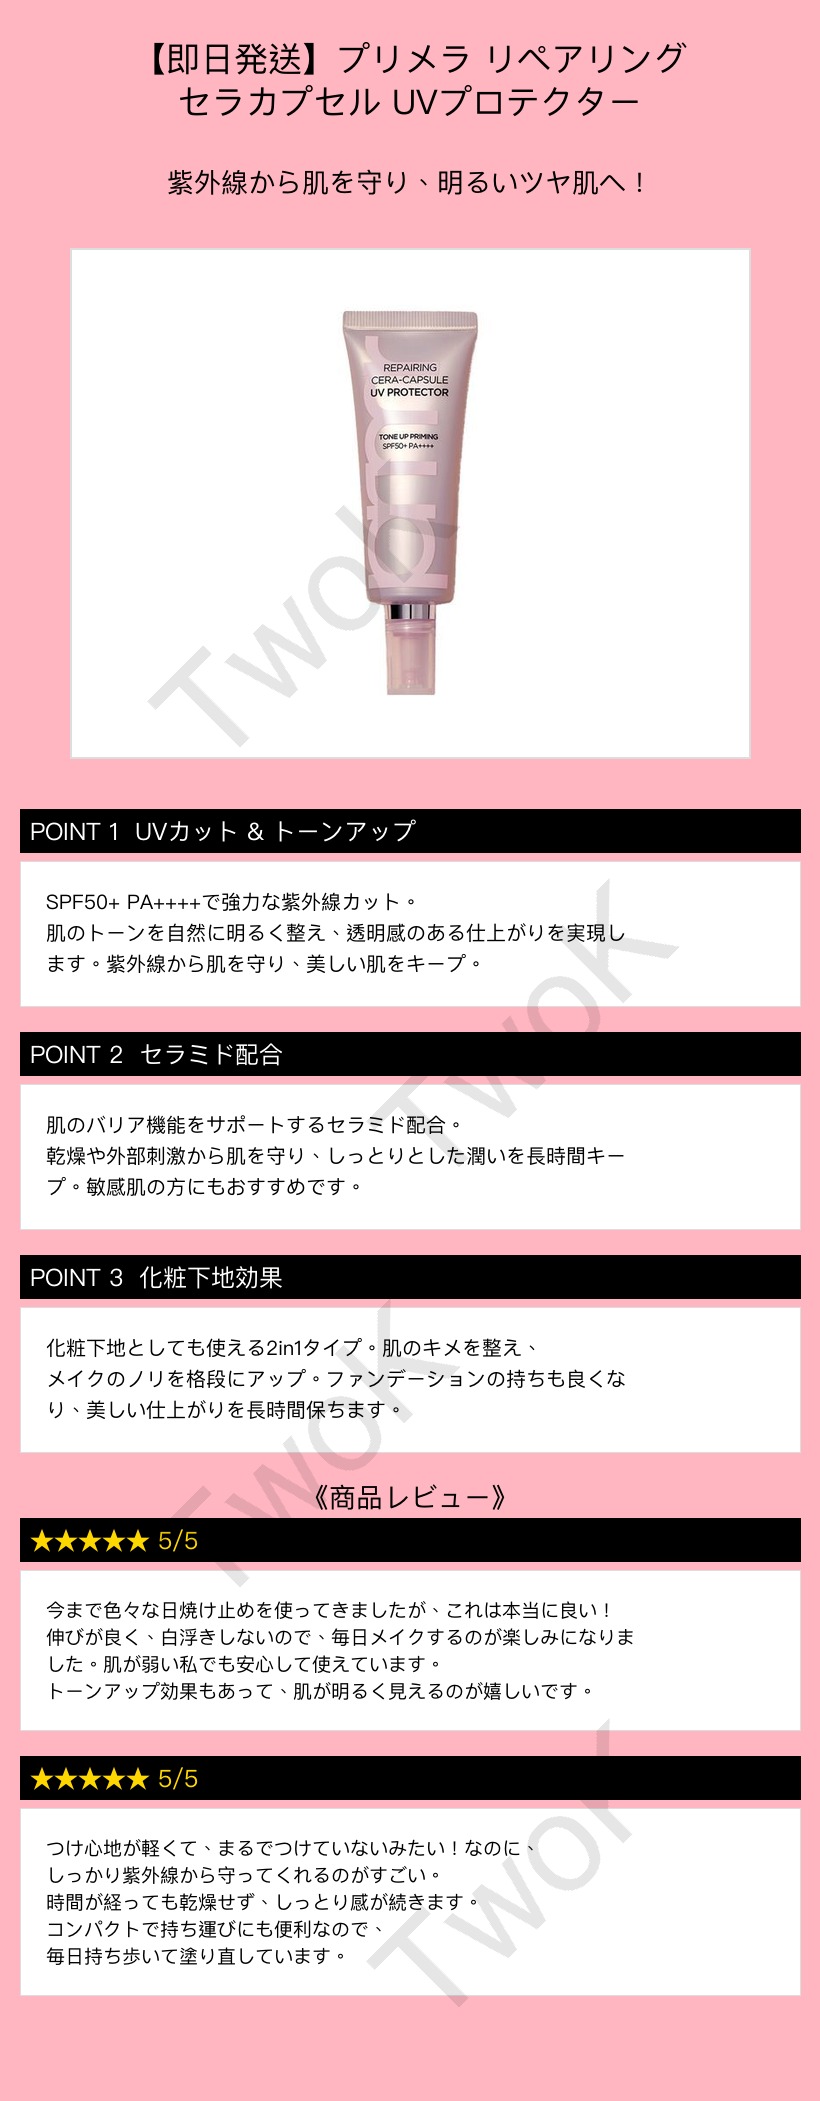 【即日発送】プリメラ リペアリング
セラカプセル UVプロテクター
紫外線から肌を守り、明るいツヤ肌へ！
pmr
REPAIRING
CERA-CAPSULE
UV PROTECTOR
TONE UP PRIMING
SPF50+ PA++++
TwoK
POINT 1 UVカット & トーンアップ
SPF50+ PA++++で強力な紫外線カット。
肌のトーンを自然に明るく整え、透明感のある仕上がりを実現し
ます。紫外線から肌を守り、美しい肌をキープ。
TwoK
POINT 2 セラミド配合
肌のバリア機能をサポートするセラミド配合。
乾燥や外部刺激から肌を守り、しっとりとした潤いを長時間キー
プ。敏感肌の方にもおすすめです。
POINT 3 化粧下地効果
化粧下地としても使える2in1タイプ。肌のキメを整え、
メイクのノリを格段にアップ。ファンデーションの持ちも良くな
り、美しい仕上がりを長時間保ちます。
TwoK
《商品レビュー》
★★★★★ 5/5
今まで色々な日焼け止めを使ってきましたが、これは本当に良い！
伸びが良く、白浮きしないので、毎日メイクするのが楽しみになりま
した。肌が弱い私でも安心して使えています。
トーンアップ効果もあって、肌が明るく見えるのが嬉しいです。
★★★★★ 5/5
つけ心地が軽くて、まるでつけていないみたい！なのに、
しっかり紫外線から守ってくれるのがすごい。
時間が経っても乾燥せず、しっとり感が続きます。
コンパクトで持ち運びにも便利なので、
毎日持ち歩いて塗り直しています。
TwoK